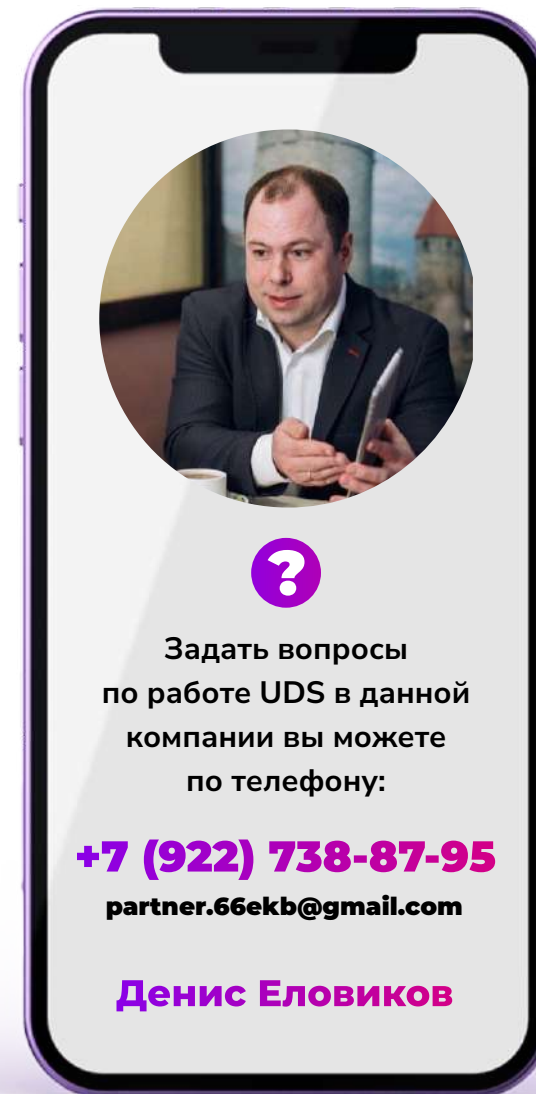 ?
Задать вопросы
по работе UDS в данной
компании вы можете
по телефону:
+7 (922) 738-87-95
partner.66ekb@gmail.com
Денис Еловиков